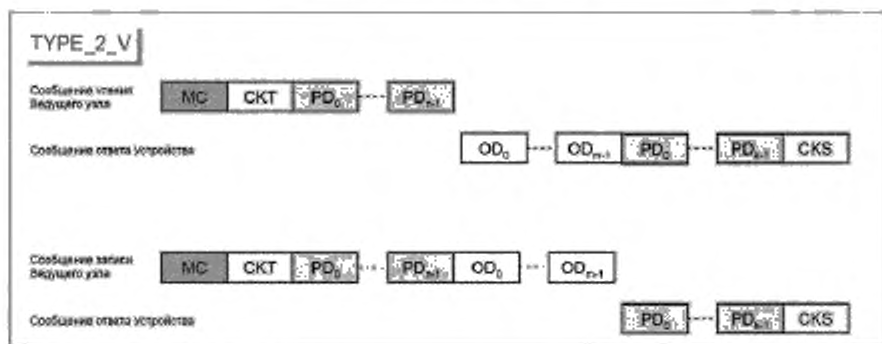 TYPE_2_V
Сообщение чтения
Ведущего узла
MC CKT PD0 PDn-1
Сообщение ответа Устройства
OD0 ODm-1 PD0 PDn-1 CKS
Сообщение записи
Ведущего узла
MC CKT PD0 PDn-1 OD0 ODm-1
Сообщение ответа Устройства
PD0 PDn-1 CKS